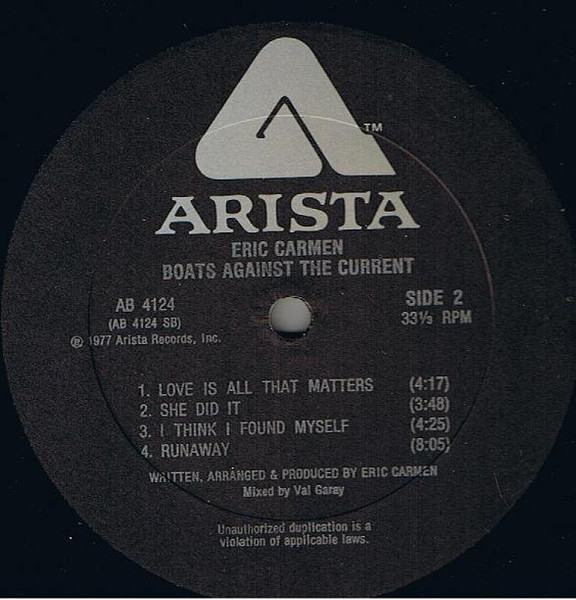 TM
ARISTA
ERIC CARMEN
BOATS AGAINST THE CURRENT
AB 4124
(AB 4124 SB)
℗ 1977 Arista Records, Inc.
SIDE 2
33⅓ RPM
1. LOVE IS ALL THAT MATTERS (4:17)
2. SHE DID IT (3:48)
3. I THINK I FOUND MYSELF (4:25)
4. RUNAWAY (8:05)
WRITTEN, ARRANGED & PRODUCED BY ERIC CARMEN
Mixed by Val Garay
Unauthorized duplication is a
violation of applicable laws.